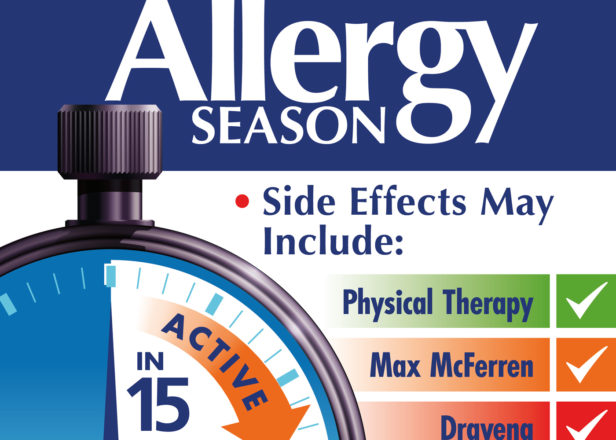 Allergy
SEASON
• Side Effects May
Include:
Physical Therapy
Max McFerren
Dravena
ACTIVE
IN
15